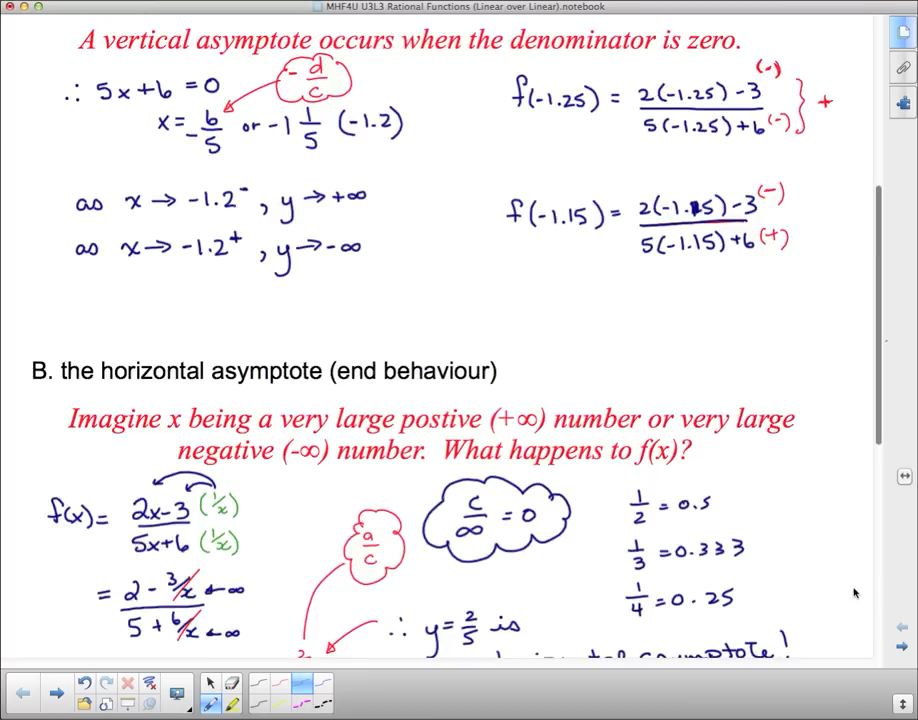 MHF4U U3L3 Rational Functions (Linear over Linear).notebook
A vertical asymptote occurs when the denominator is zero.
∴ 5x+6 = 0
- d/c
x = -6/5 or -1 1/5 (-1.2)
f(-1.25) = 2(-1.25) -3 (-) / 5(-1.25) +6 (-) } +
as x → -1.2⁻, y → +∞
as x → -1.2⁺, y → -∞
f(-1.15) = 2(-1.15) -3 (-) / 5(-1.15) +6 (+)
B. the horizontal asymptote (end behaviour)
Imagine x being a very large postive (+∞) number or very large
negative (-∞) number. What happens to f(x)?
f(x) = 2x-3 (1/x) / 5x+6 (1/x)
= 2 - 3/x ←∞ / 5 + 6/x ←∞
a/c
c/∞ = 0
1/2 = 0.5
1/3 = 0.333
1/4 = 0.25
∴ y = 2/5 is
asymptote!